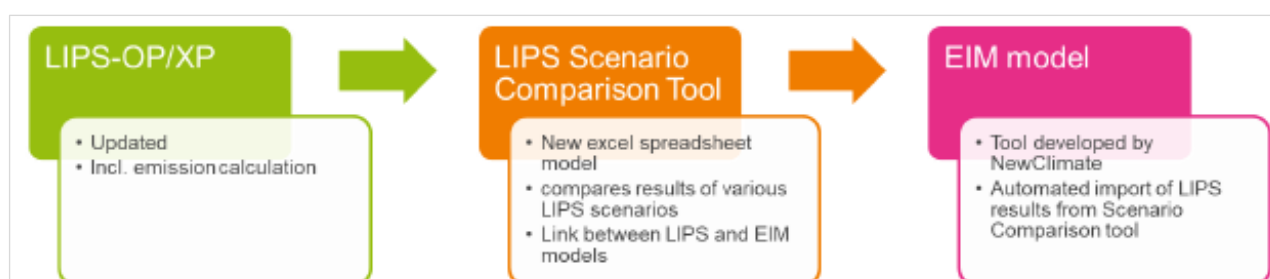 LIPS-OP/XP
• Updated
• Incl. emission calculation
LIPS Scenario
Comparison Tool
• New excel spreadsheet
model
• compares results of various
LIPS scenarios
• Link between LIPS and EIM
models
EIM model
• Tool developed by
NewClimate
• Automated import of LIPS
results from Scenario
Comparison tool